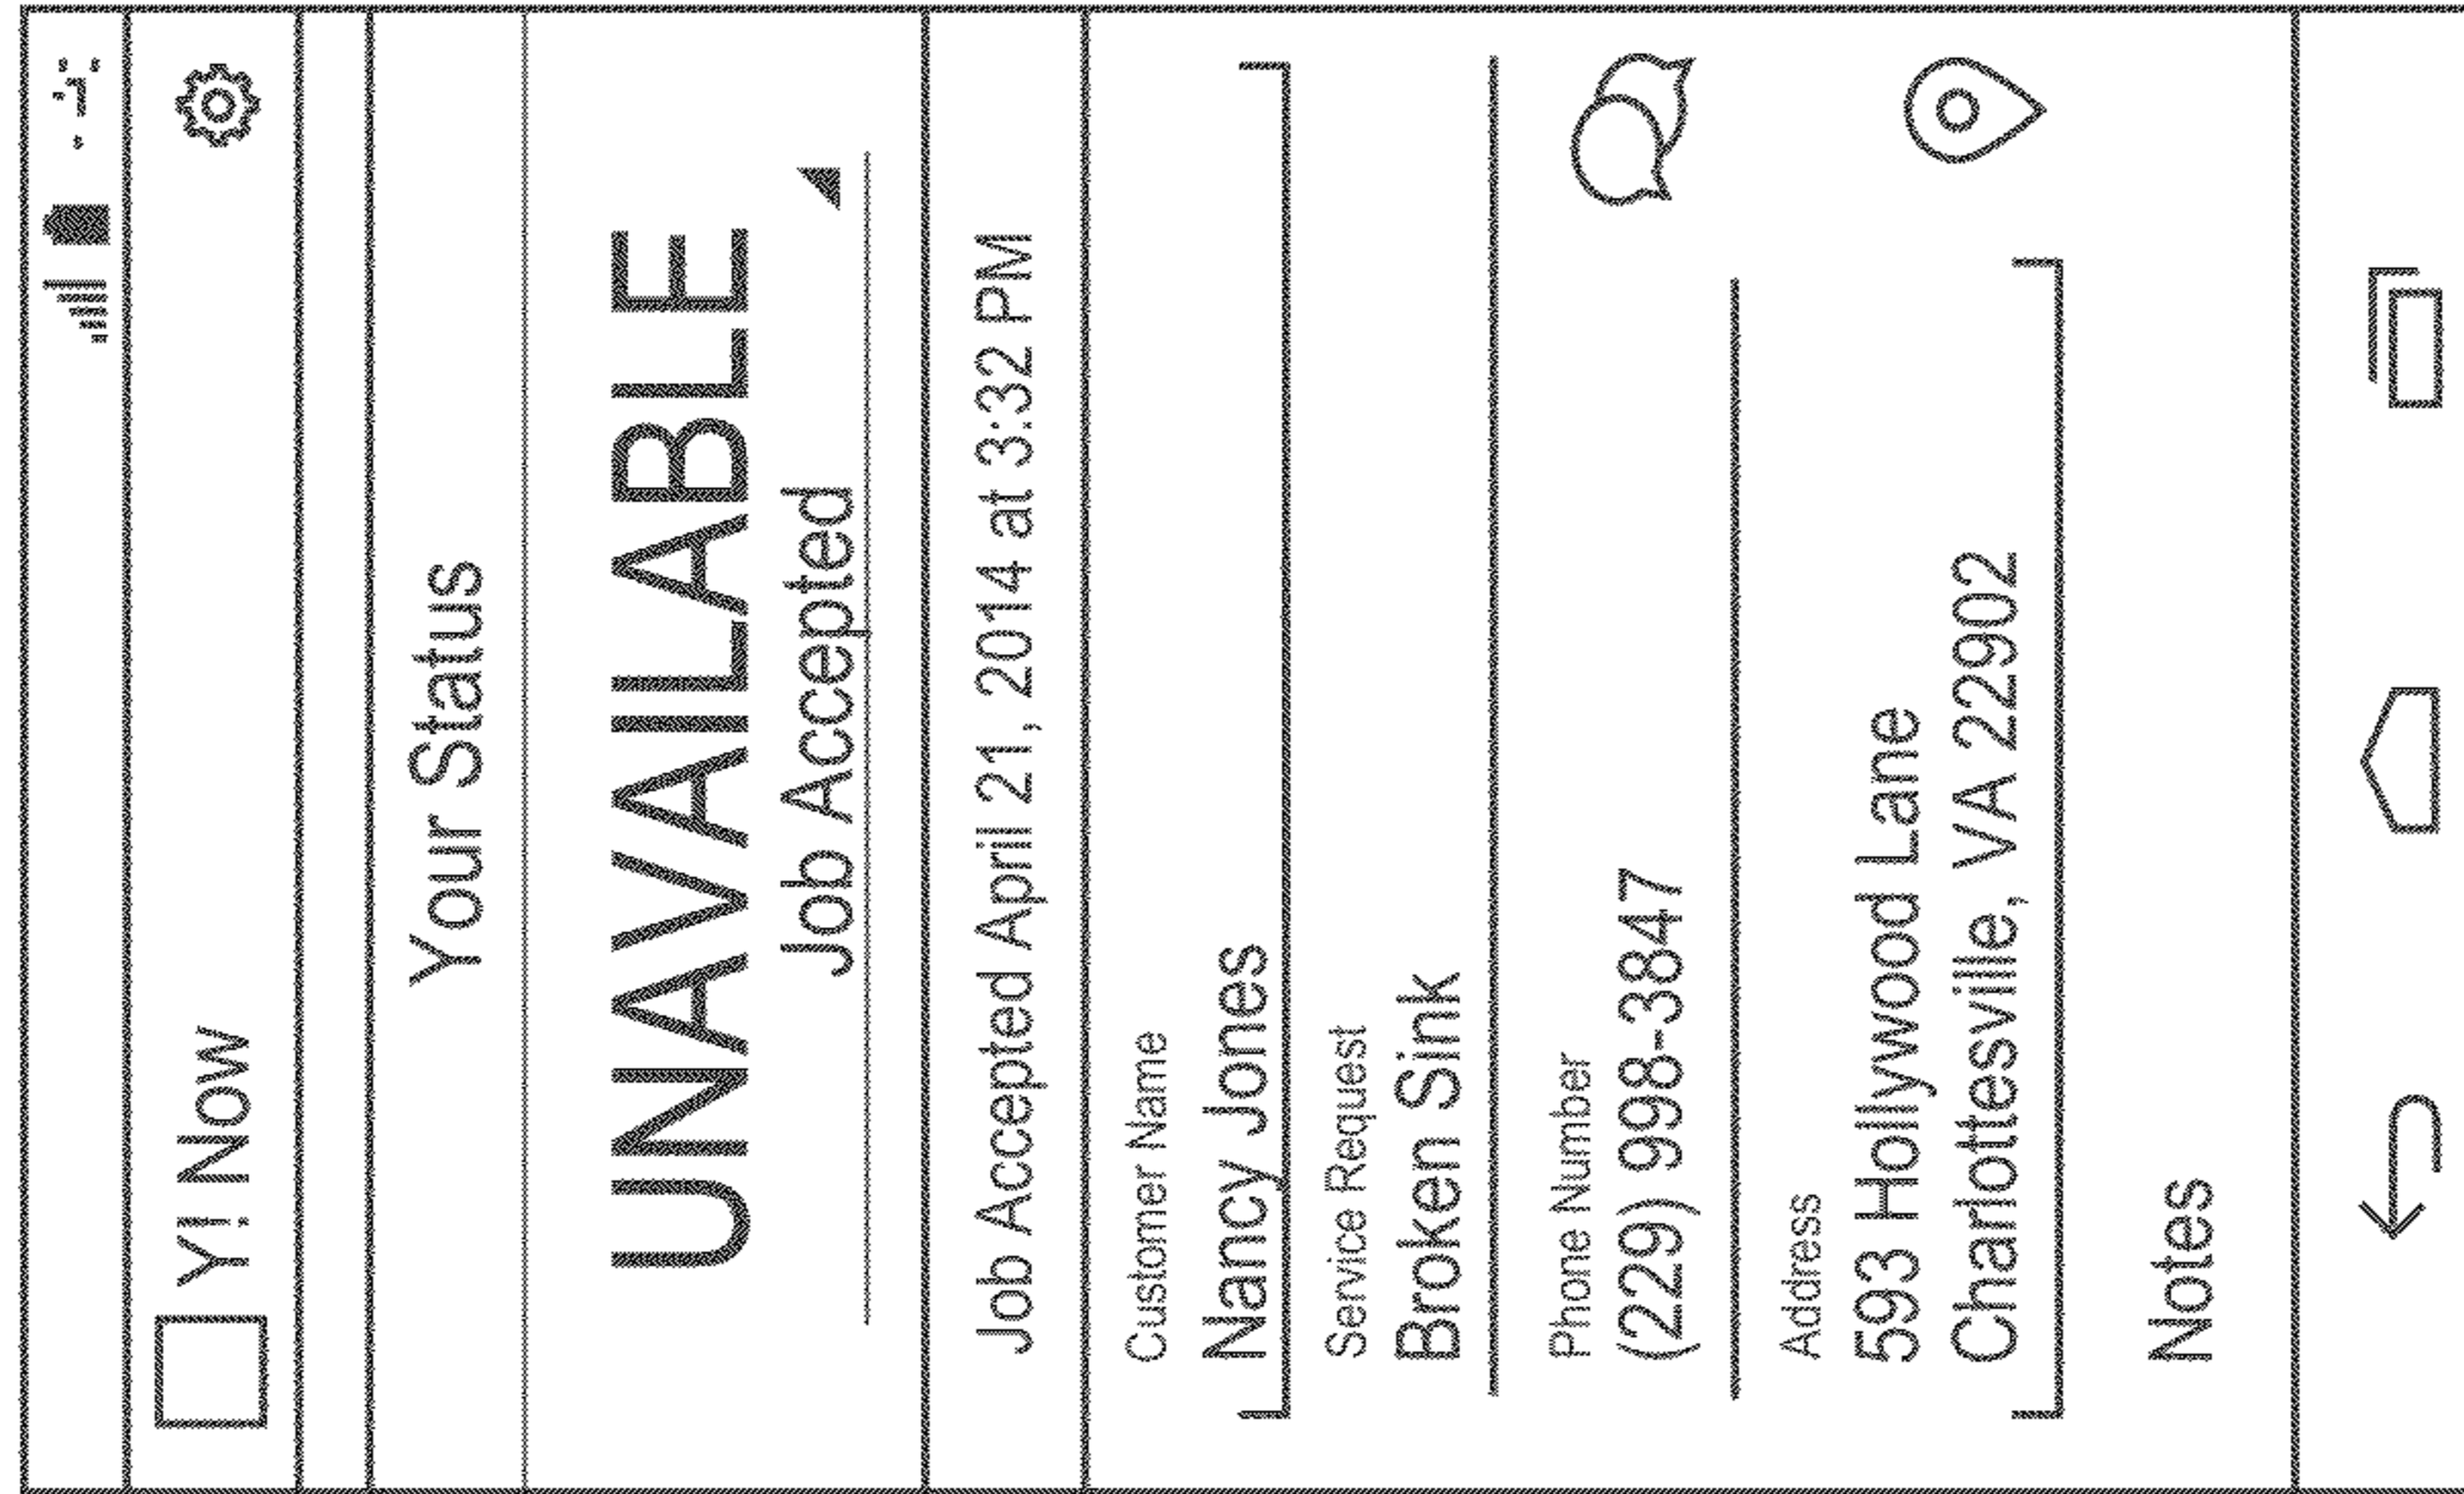 Y! Now
Your Status
UNAVAILABLE
Job Accepted
Job Accepted April 21, 2014 at 3:32 PM
Customer Name
Nancy Jones
Service Request
Broken Sink
Phone Number
(229) 998-3847
Address
593 Hollywood Lane
Charlottesville, VA 22902
Notes